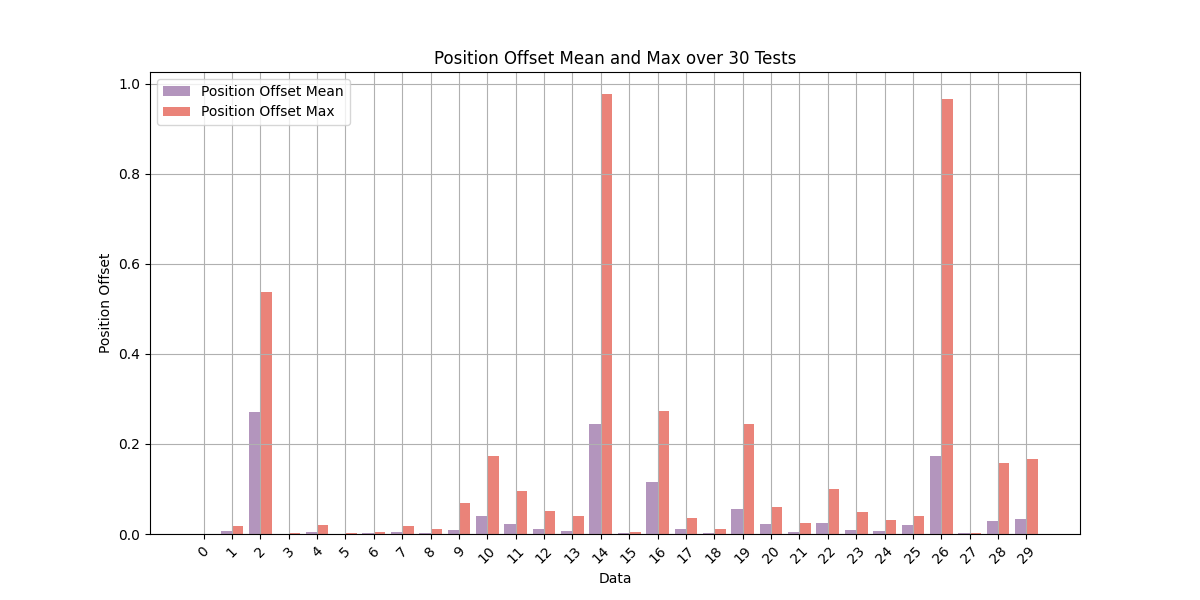 Position Offset Mean and Max over 30 Tests
Position Offset Mean
Position Offset Max
Position Offset
1.0
0.8
0.6
0.4
0.2
0.0
0 1 2 3 4 5 6 7 8 9 10 11 12 13 14 15 16 17 18 19 20 21 22 23 24 25 26 27 28 29
Data